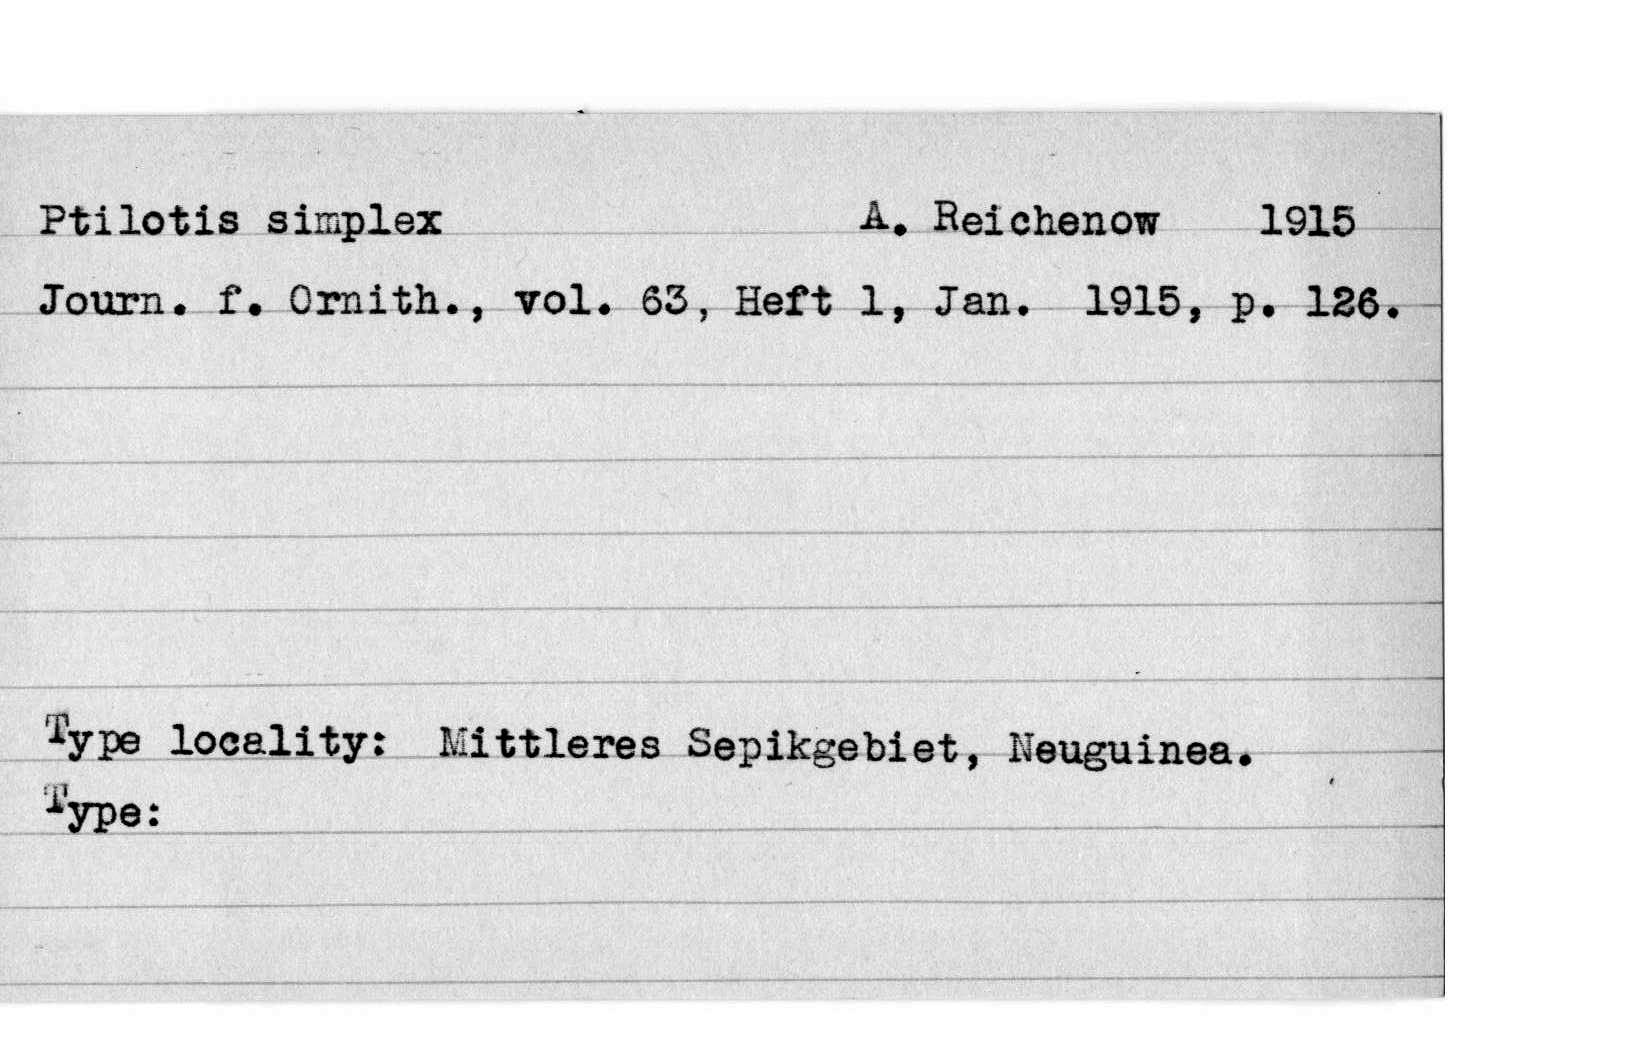 Ptilotis simplex A. Reichenow 1915
Journ. f. Ornith., vol. 63, Heft 1, Jan. 1915, p. 126.
Type locality: Mittleres Sepikgebiet, Neuguinea.
Type: